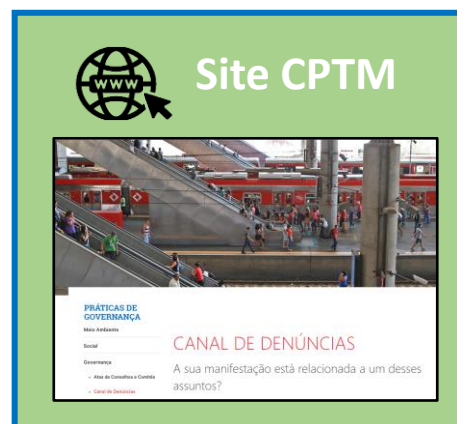 WWW
Site CPTM
PRÁTICAS DE
GOVERNANÇA
Meio Ambiente
Social
Governança
Atas de Conselhos e Comitês
Canal de Denúncias
CANAL DE DENÚNCIAS
A sua manifestação está relacionada a um desses
assuntos?